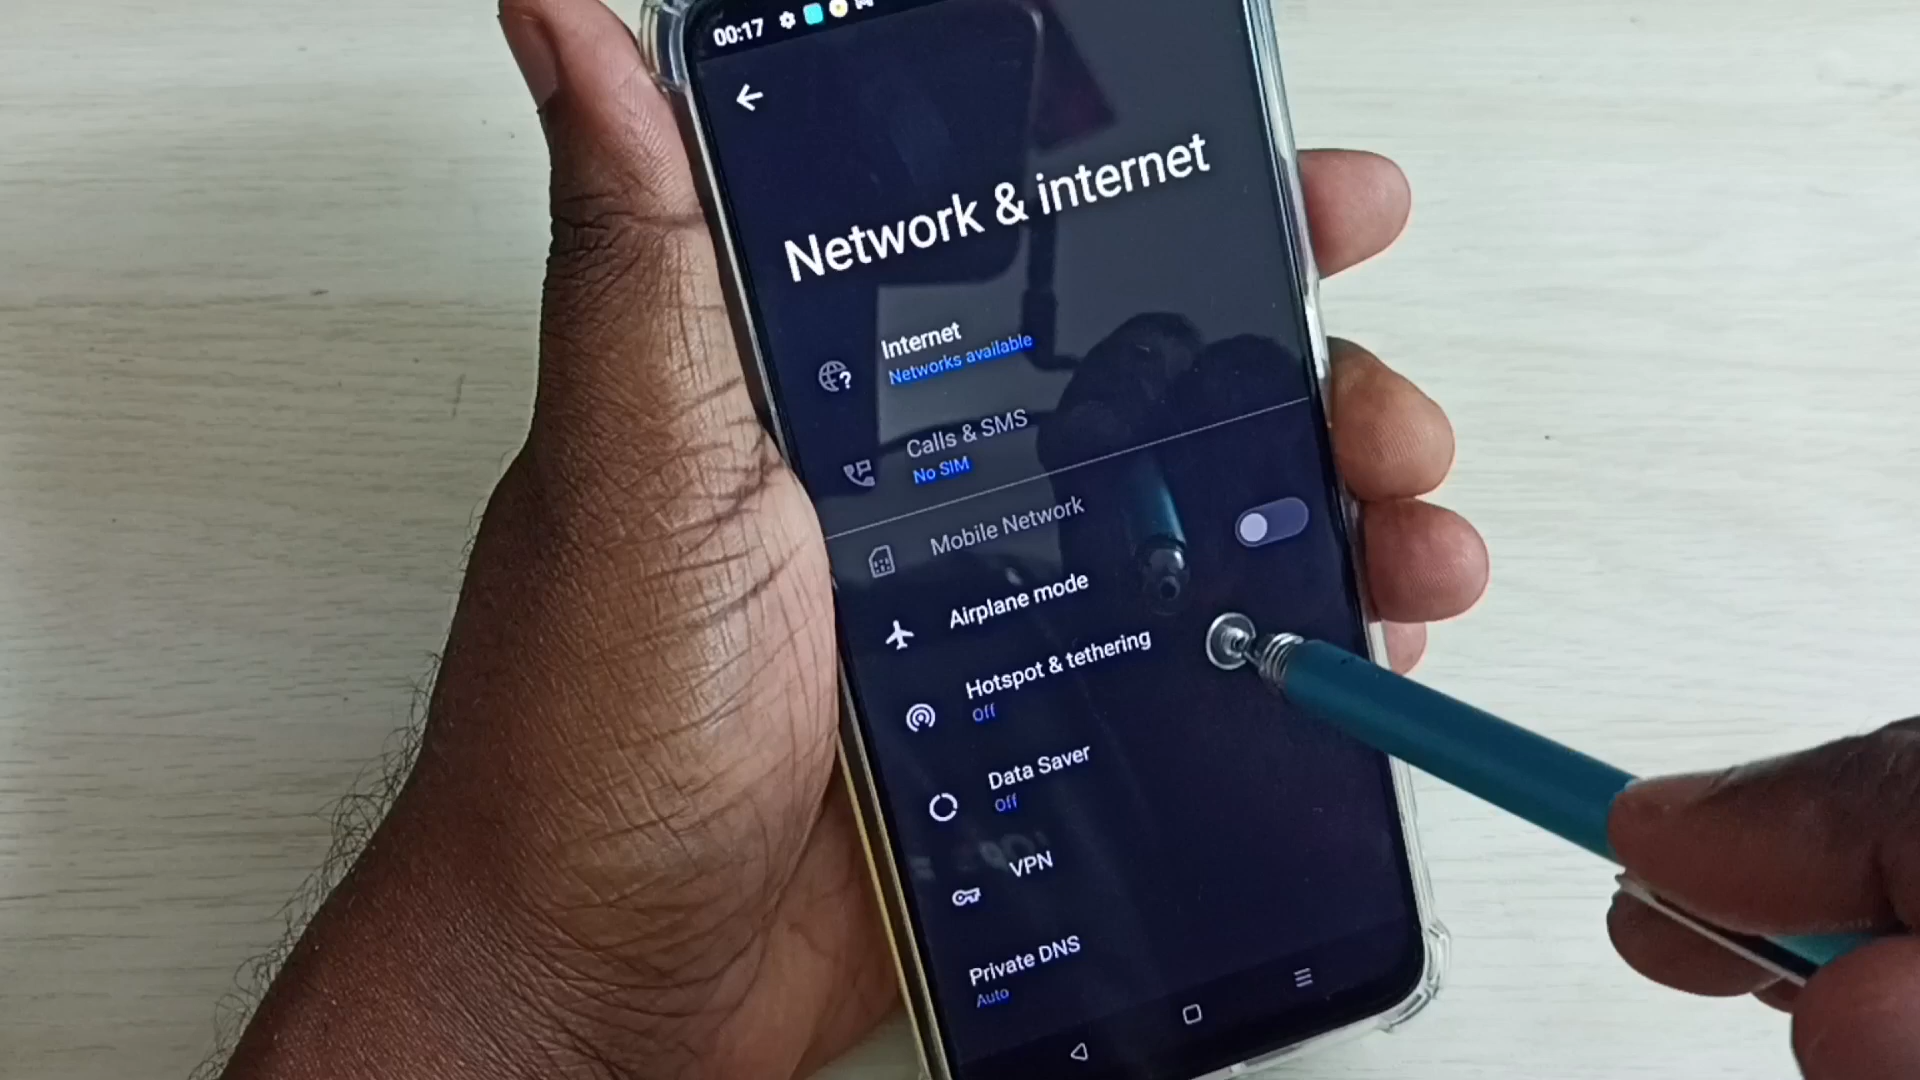 00:17
Network & internet
Internet
Networks available
Calls & SMS
No SIM
Mobile Network
Airplane mode
Hotspot & tethering
Off
Data Saver
Off
VPN
Private DNS
Auto